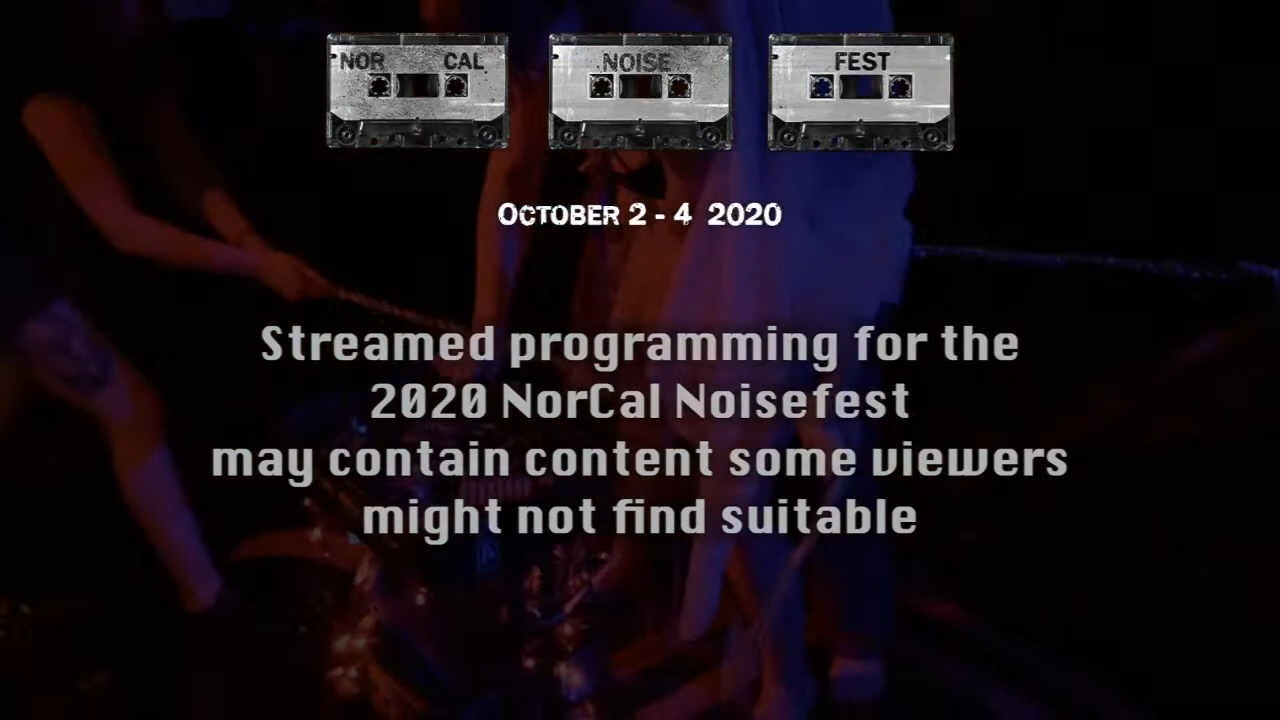 NOR CAL NOISE FEST
OCTOBER 2 - 4 2020
Streamed programming for the
2020 NorCal Noisefest
may contain content some viewers
might not find suitable